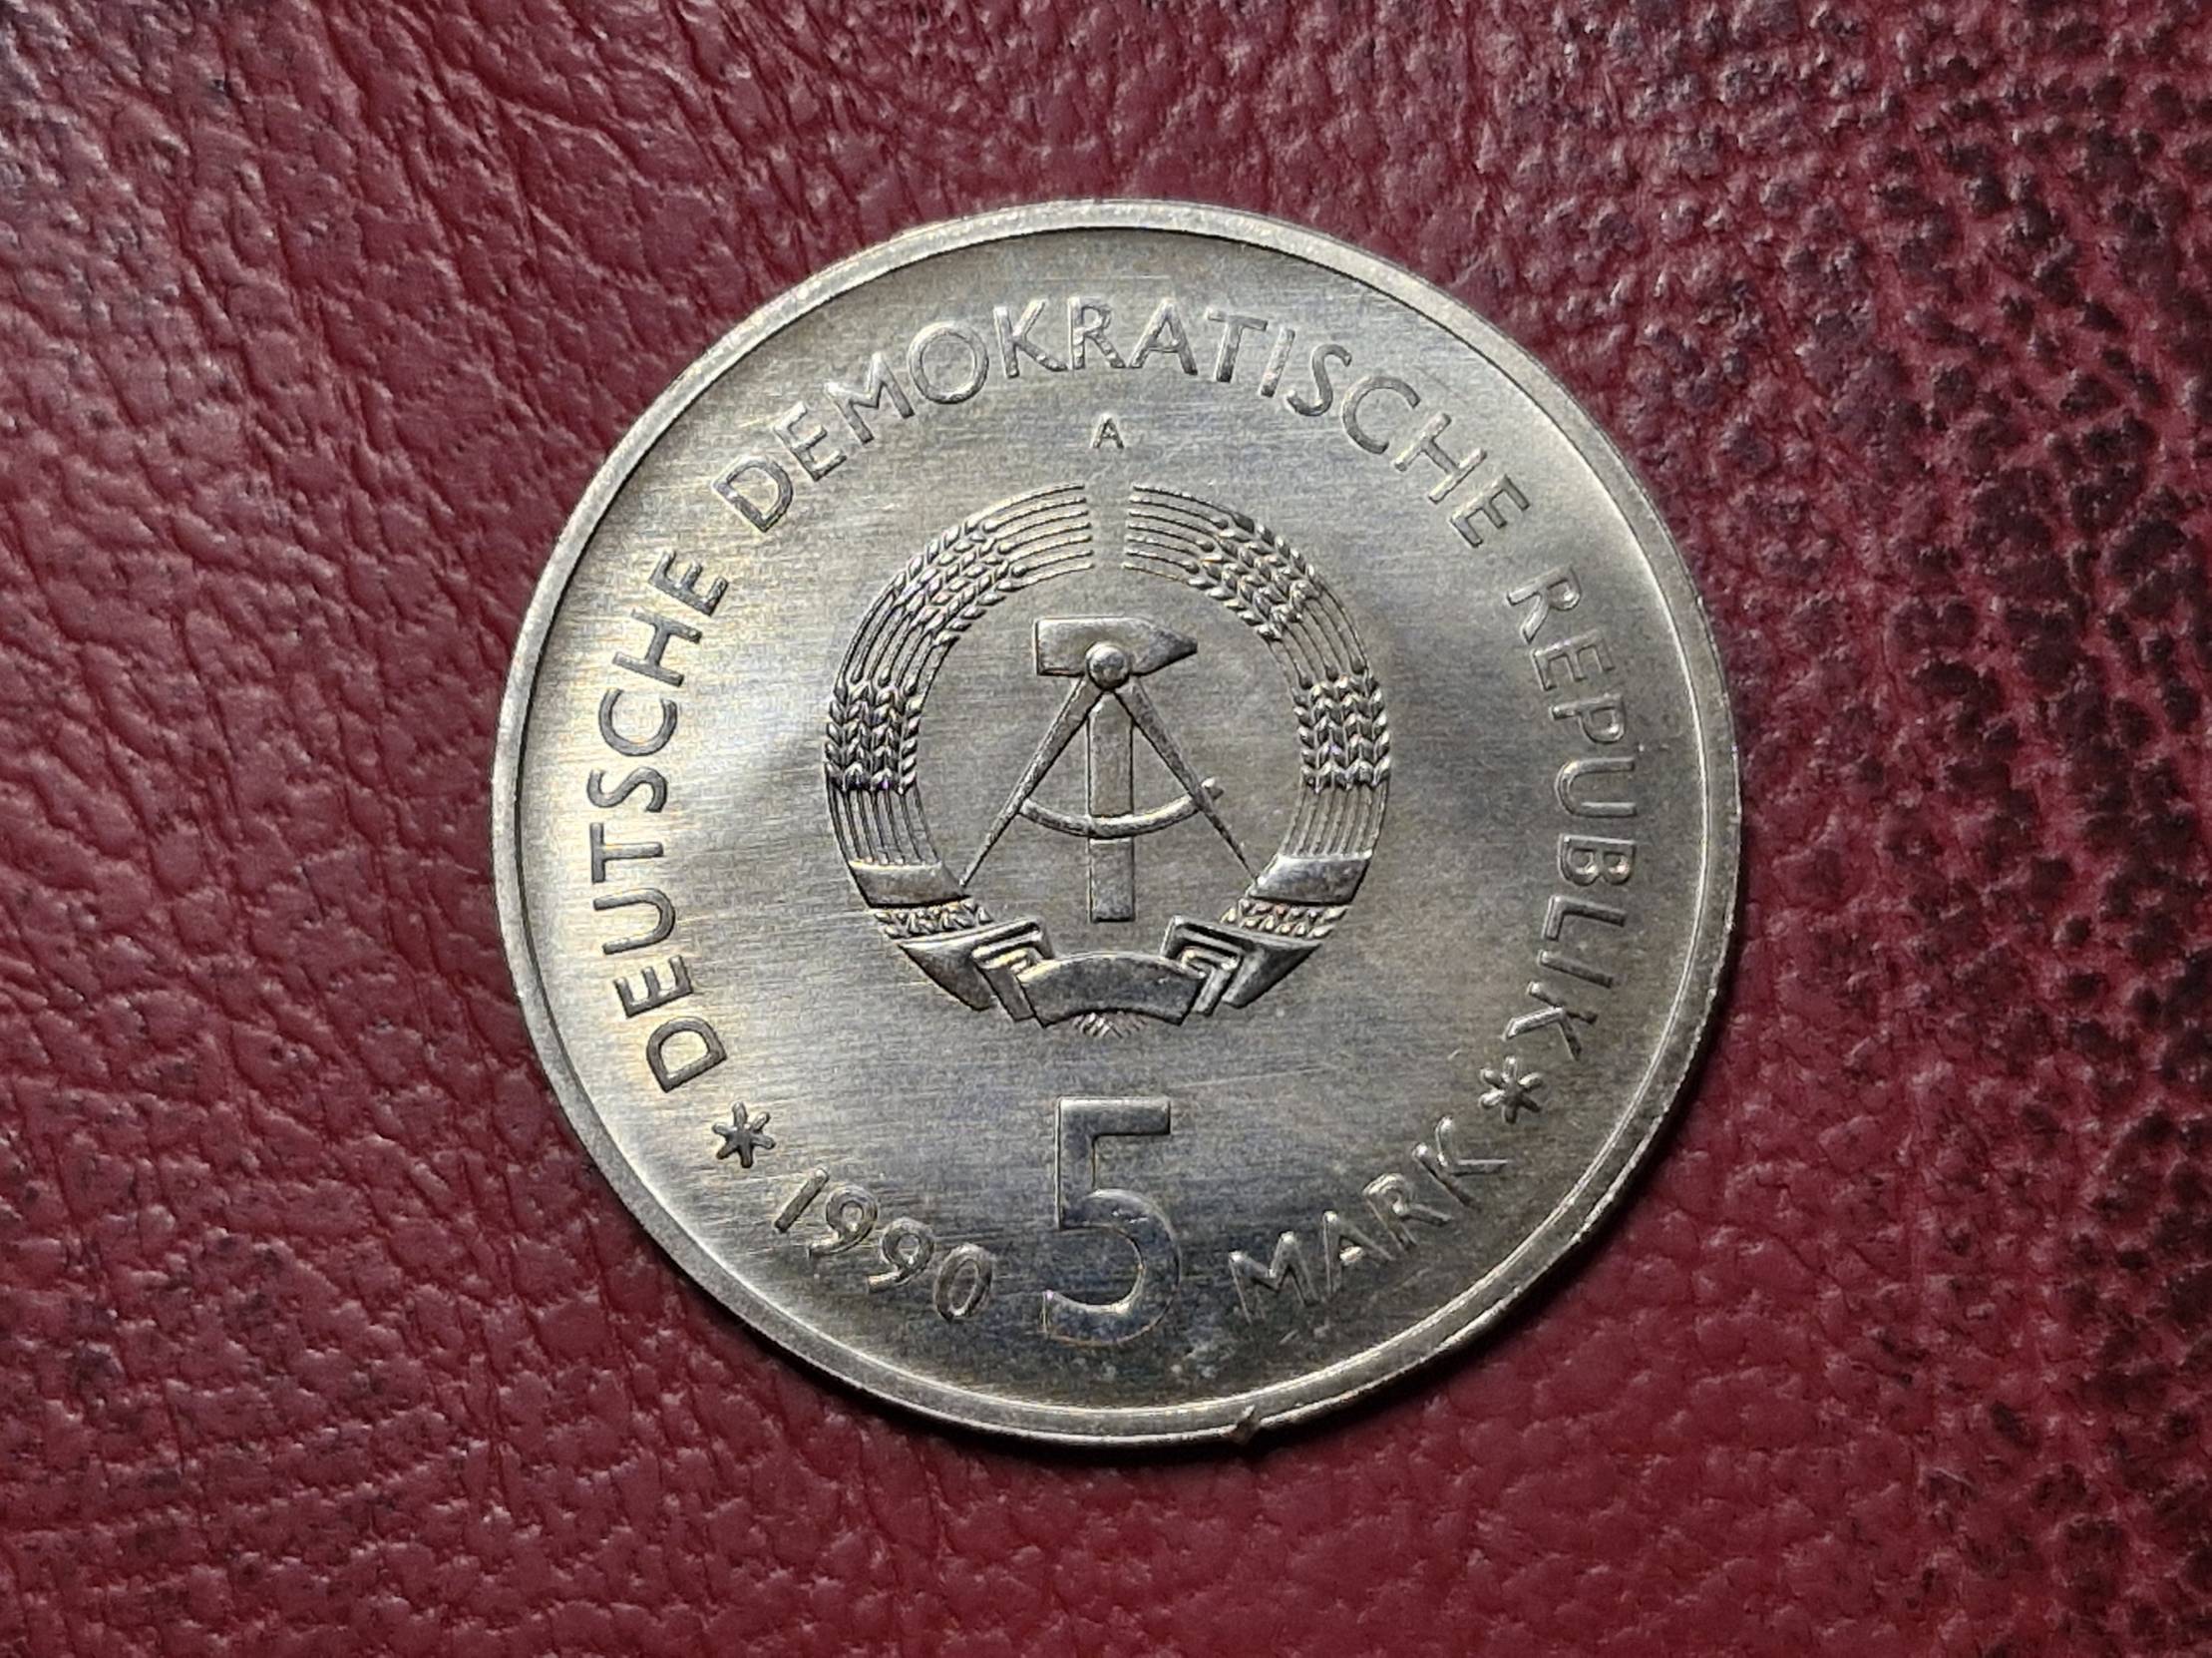 * DEUTSCHE DEMOKRATISCHE REPUBLIK *
A
1990 5 MARK